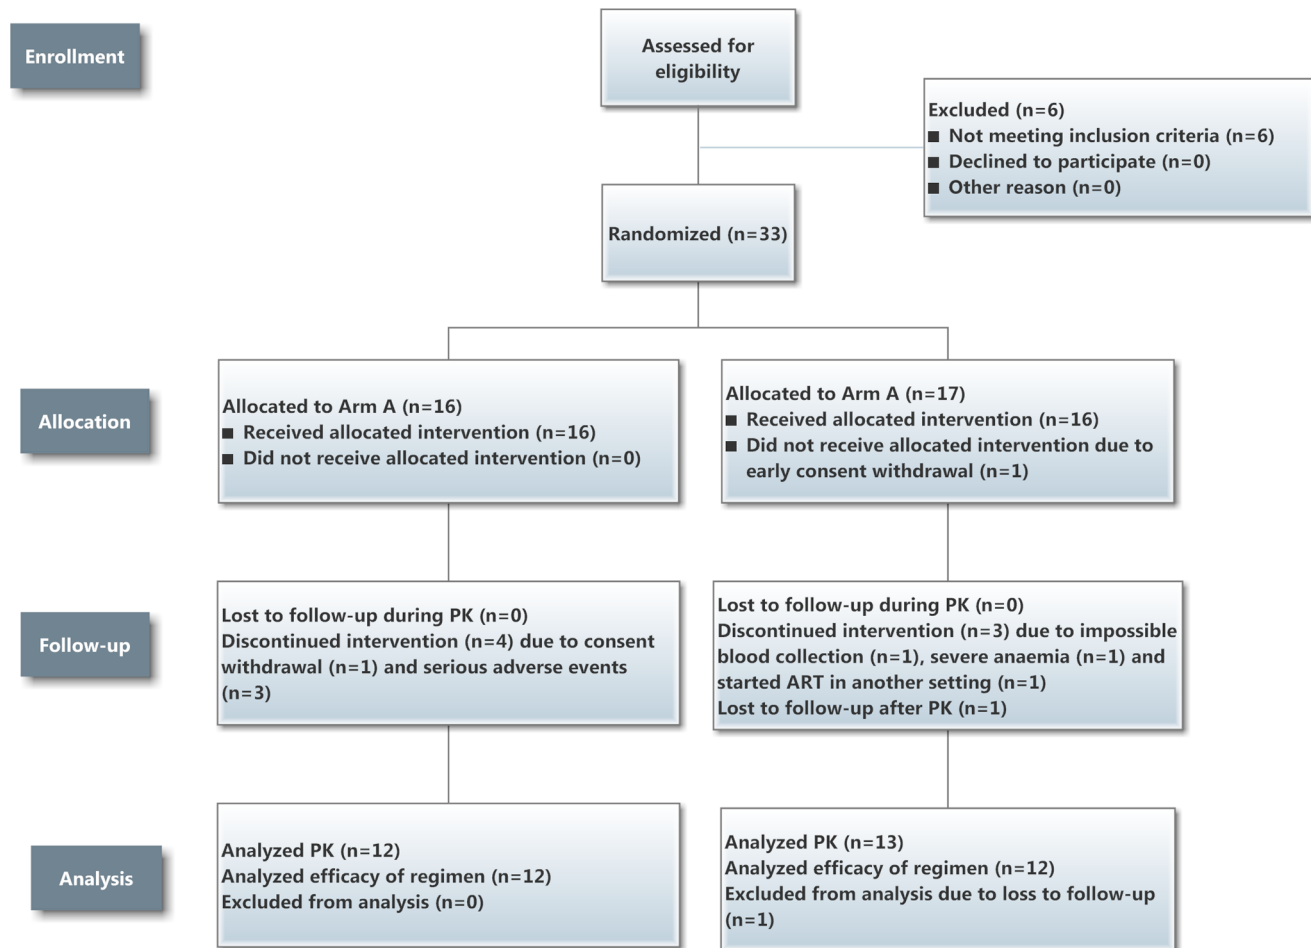 Enrollment
Assessed for
eligibility
Excluded (n=6)
■ Not meeting inclusion criteria (n=6)
■ Declined to participate (n=0)
■ Other reason (n=0)
Randomized (n=33)
Allocation
Allocated to Arm A (n=16)
■ Received allocated intervention (n=16)
■ Did not receive allocated intervention (n=0)
Allocated to Arm A (n=17)
■ Received allocated intervention (n=16)
■ Did not receive allocated intervention due to
early consent withdrawal (n=1)
Follow-up
Lost to follow-up during PK (n=0)
Discontinued intervention (n=4) due to consent
withdrawal (n=1) and serious adverse events
(n=3)
Lost to follow-up during PK (n=0)
Discontinued intervention (n=3) due to impossible
blood collection (n=1), severe anaemia (n=1) and
started ART in another setting (n=1)
Lost to follow-up after PK (n=1)
Analysis
Analyzed PK (n=12)
Analyzed efficacy of regimen (n=12)
Excluded from analysis (n=0)
Analyzed PK (n=13)
Analyzed efficacy of regimen (n=12)
Excluded from analysis due to loss to follow-up
(n=1)